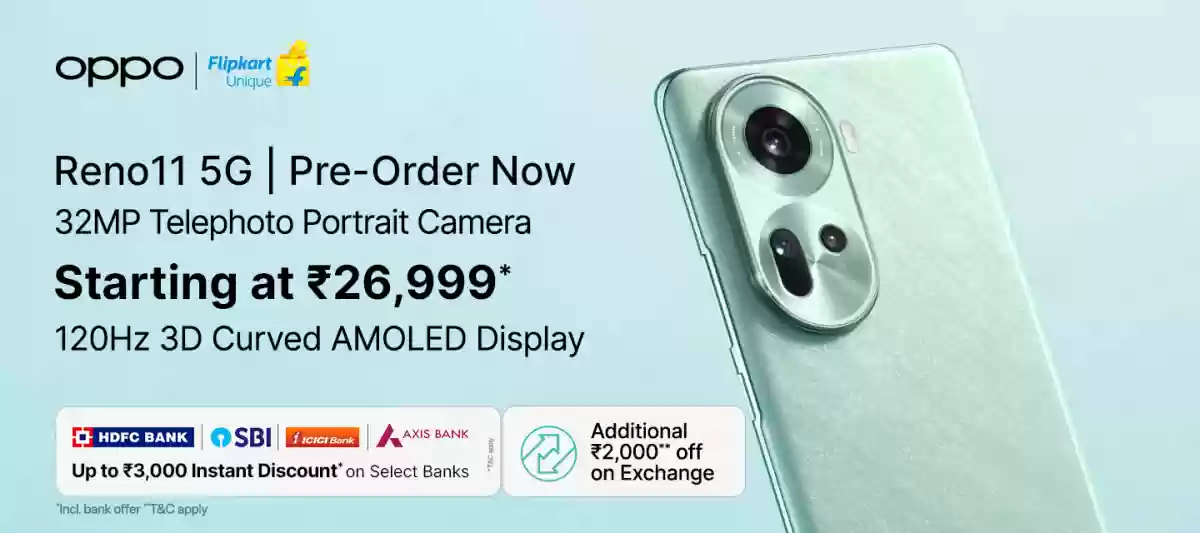 oppo
Flipkart
Unique
Reno11 5G | Pre-Order Now
32MP Telephoto Portrait Camera
Starting at ₹26,999*
120Hz 3D Curved AMOLED Display
HDFC BANK | SBI | ICICI Bank | AXIS BANK
Up to ₹3,000 Instant Discount* on Select Banks
*T&C apply
Additional
₹2,000** off
on Exchange
*Incl. bank offer **T&C apply